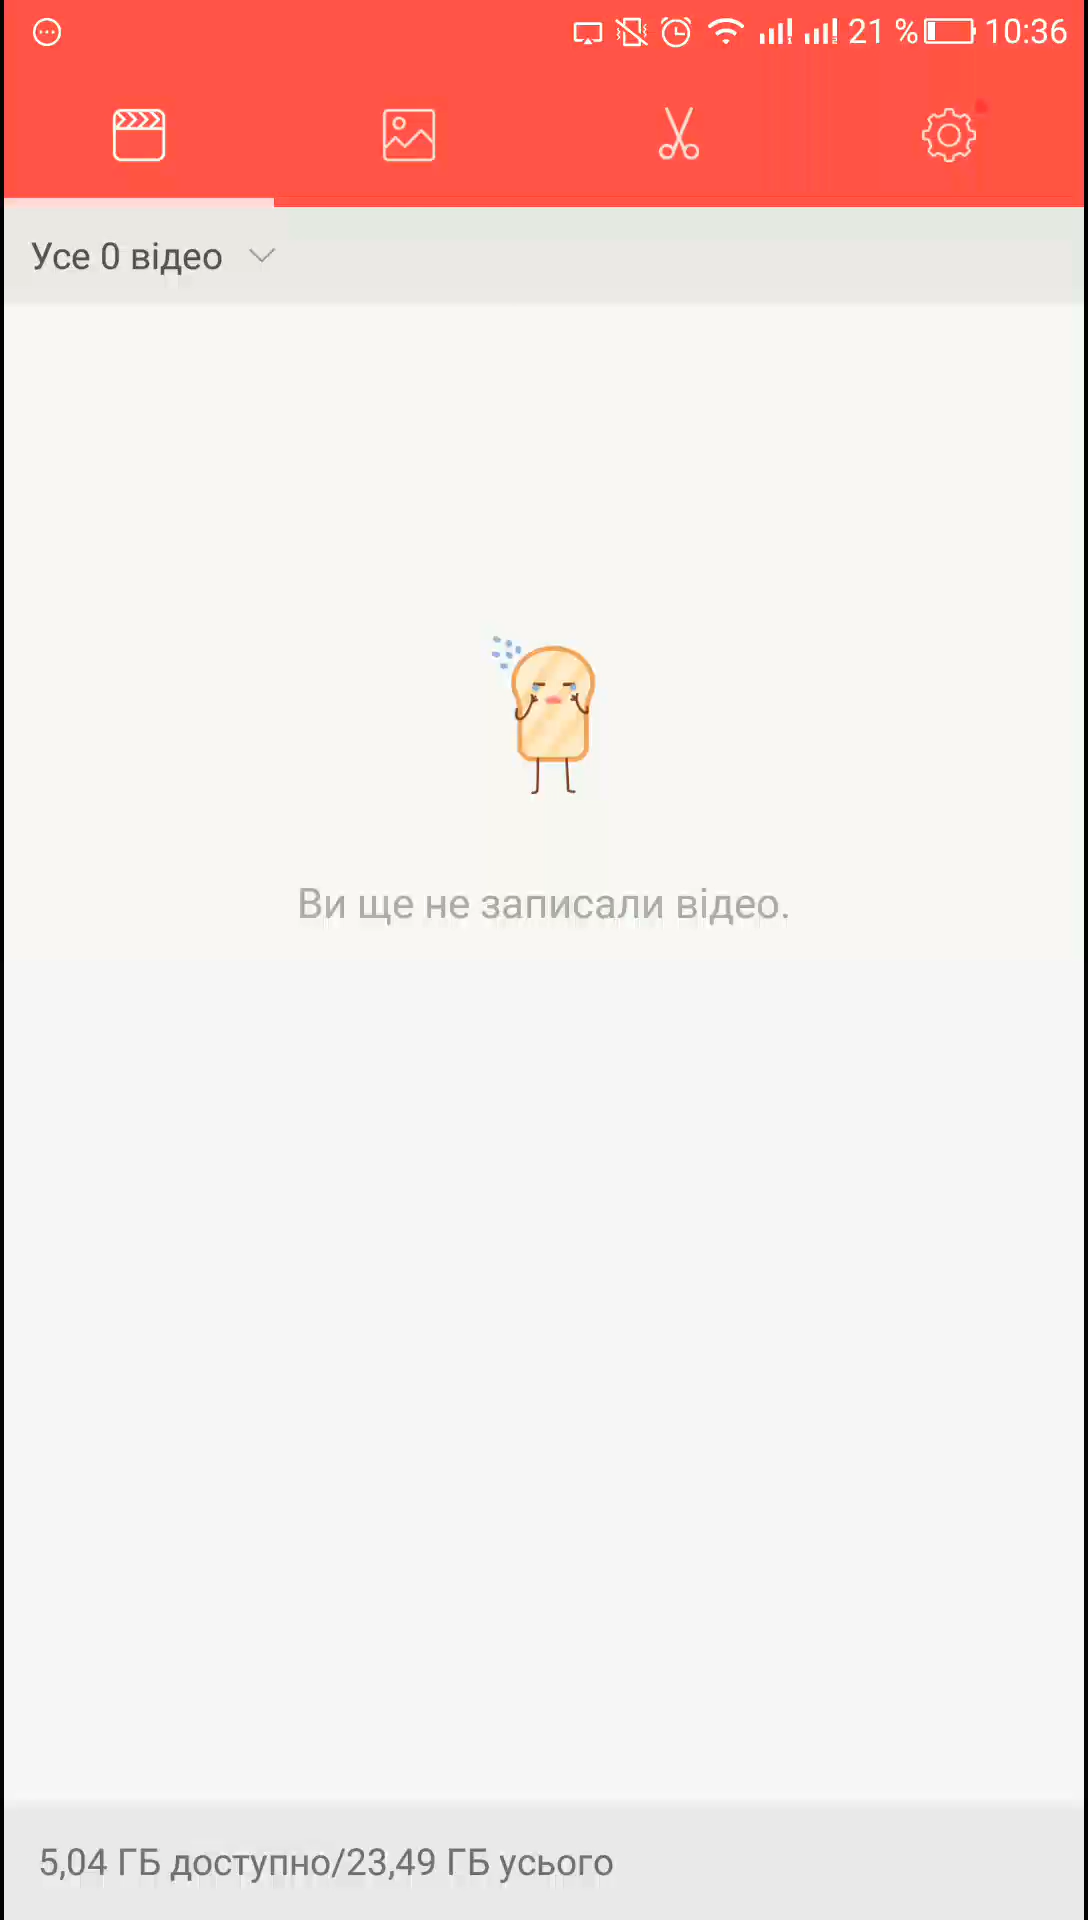 21 % 10:36
Усе 0 відео
Ви ще не записали відео.
5,04 ГБ доступно/23,49 ГБ усього